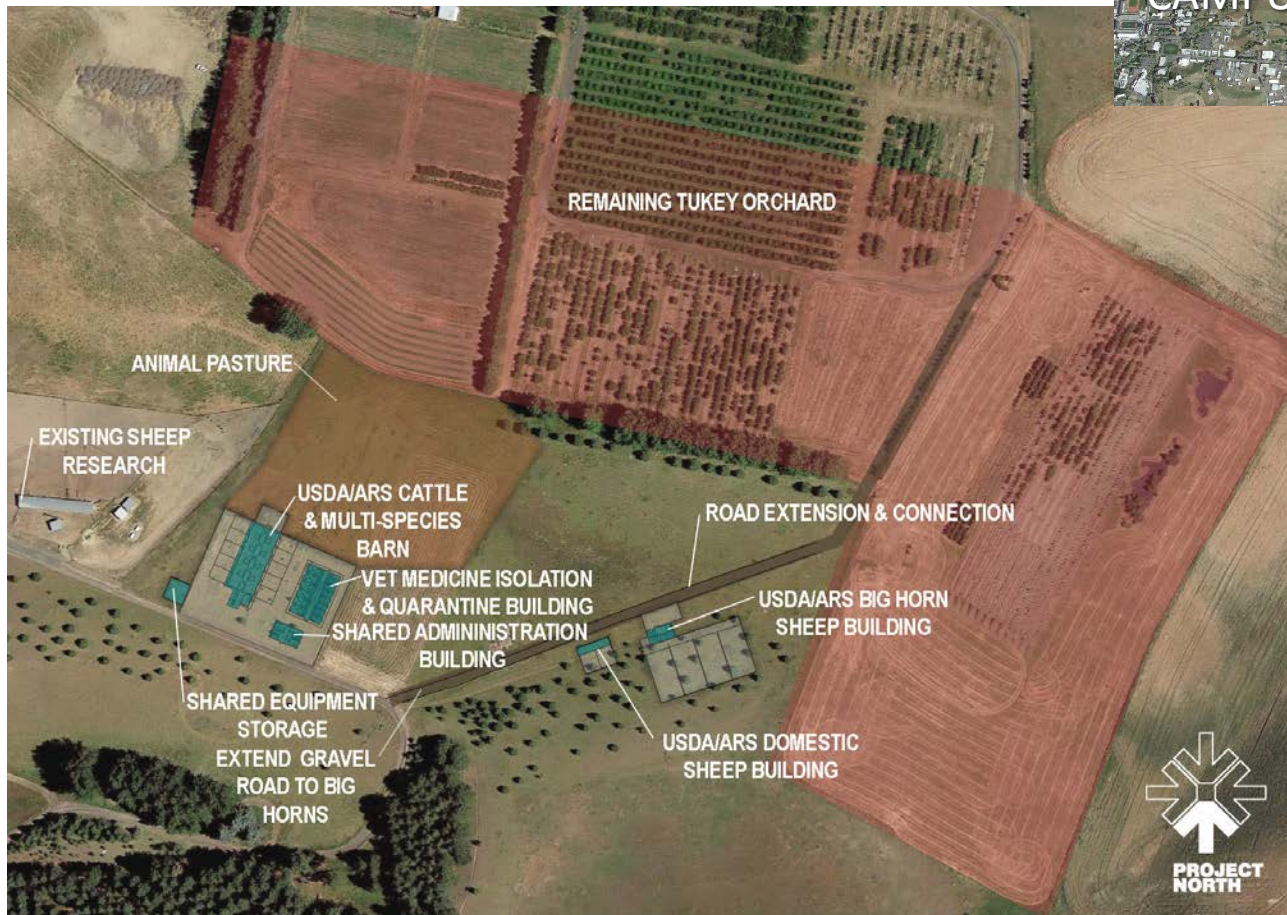 CAMPU
REMAINING TUKEY ORCHARD
ANIMAL PASTURE
EXISTING SHEEP
RESEARCH
USDA/ARS CATTLE
& MULTI-SPECIES
BARN
ROAD EXTENSION & CONNECTION
VET MEDICINE ISOLATION
& QUARANTINE BUILDING
USDA/ARS BIG HORN
SHEEP BUILDING
SHARED ADMININISTRATION
BUILDING
SHARED EQUIPMENT
STORAGE
EXTEND GRAVEL
ROAD TO BIG
HORNS
USDA/ARS DOMESTIC
SHEEP BUILDING
PROJECT
NORTH